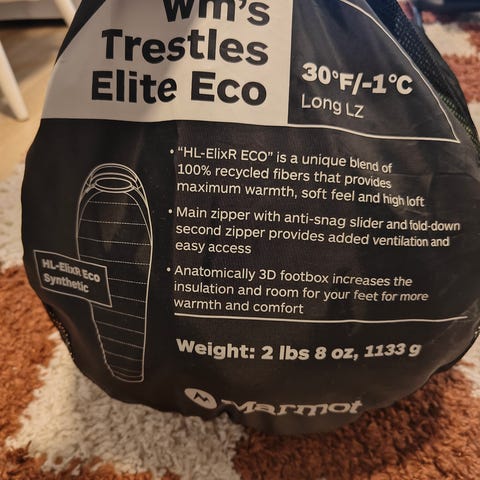 Wm's
Trestles
Elite Eco
30°F/-1°C
Long LZ
• "HL-ElixR ECO" is a unique blend of
100% recycled fibers that provides
maximum warmth, soft feel and high loft
• Main zipper with anti-snag slider and fold-down
second zipper provides added ventilation and
easy access
• Anatomically 3D footbox increases the
insulation and room for your feet for more
warmth and comfort
HL-ElixR Eco
Synthetic
Weight: 2 lbs 8 oz, 1133 g
Marmot